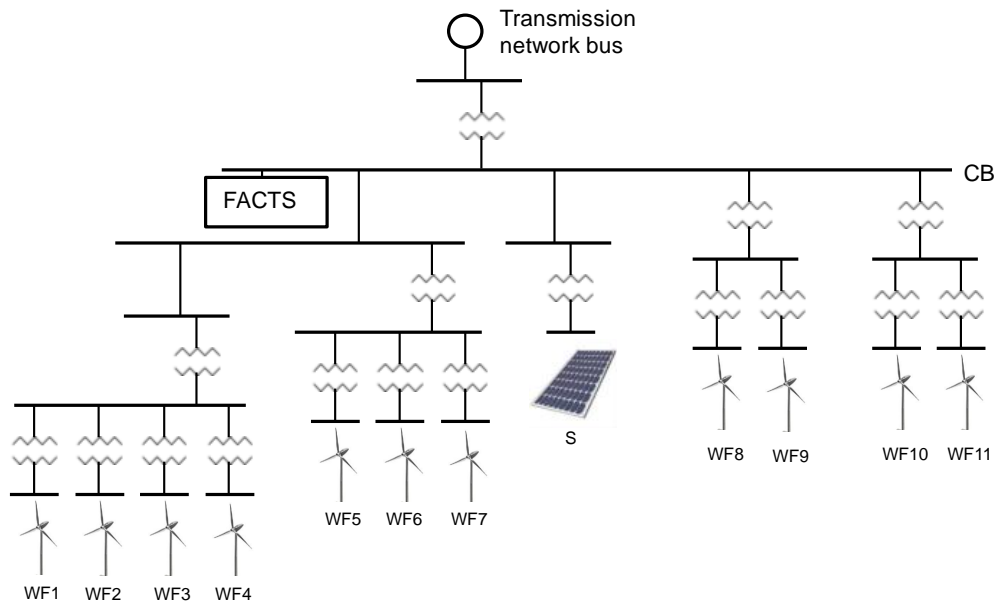 Transmission
network bus
CB
FACTS
S
WF8
WF9
WF10
WF11
WF5
WF6
WF7
WF1
WF2
WF3
WF4